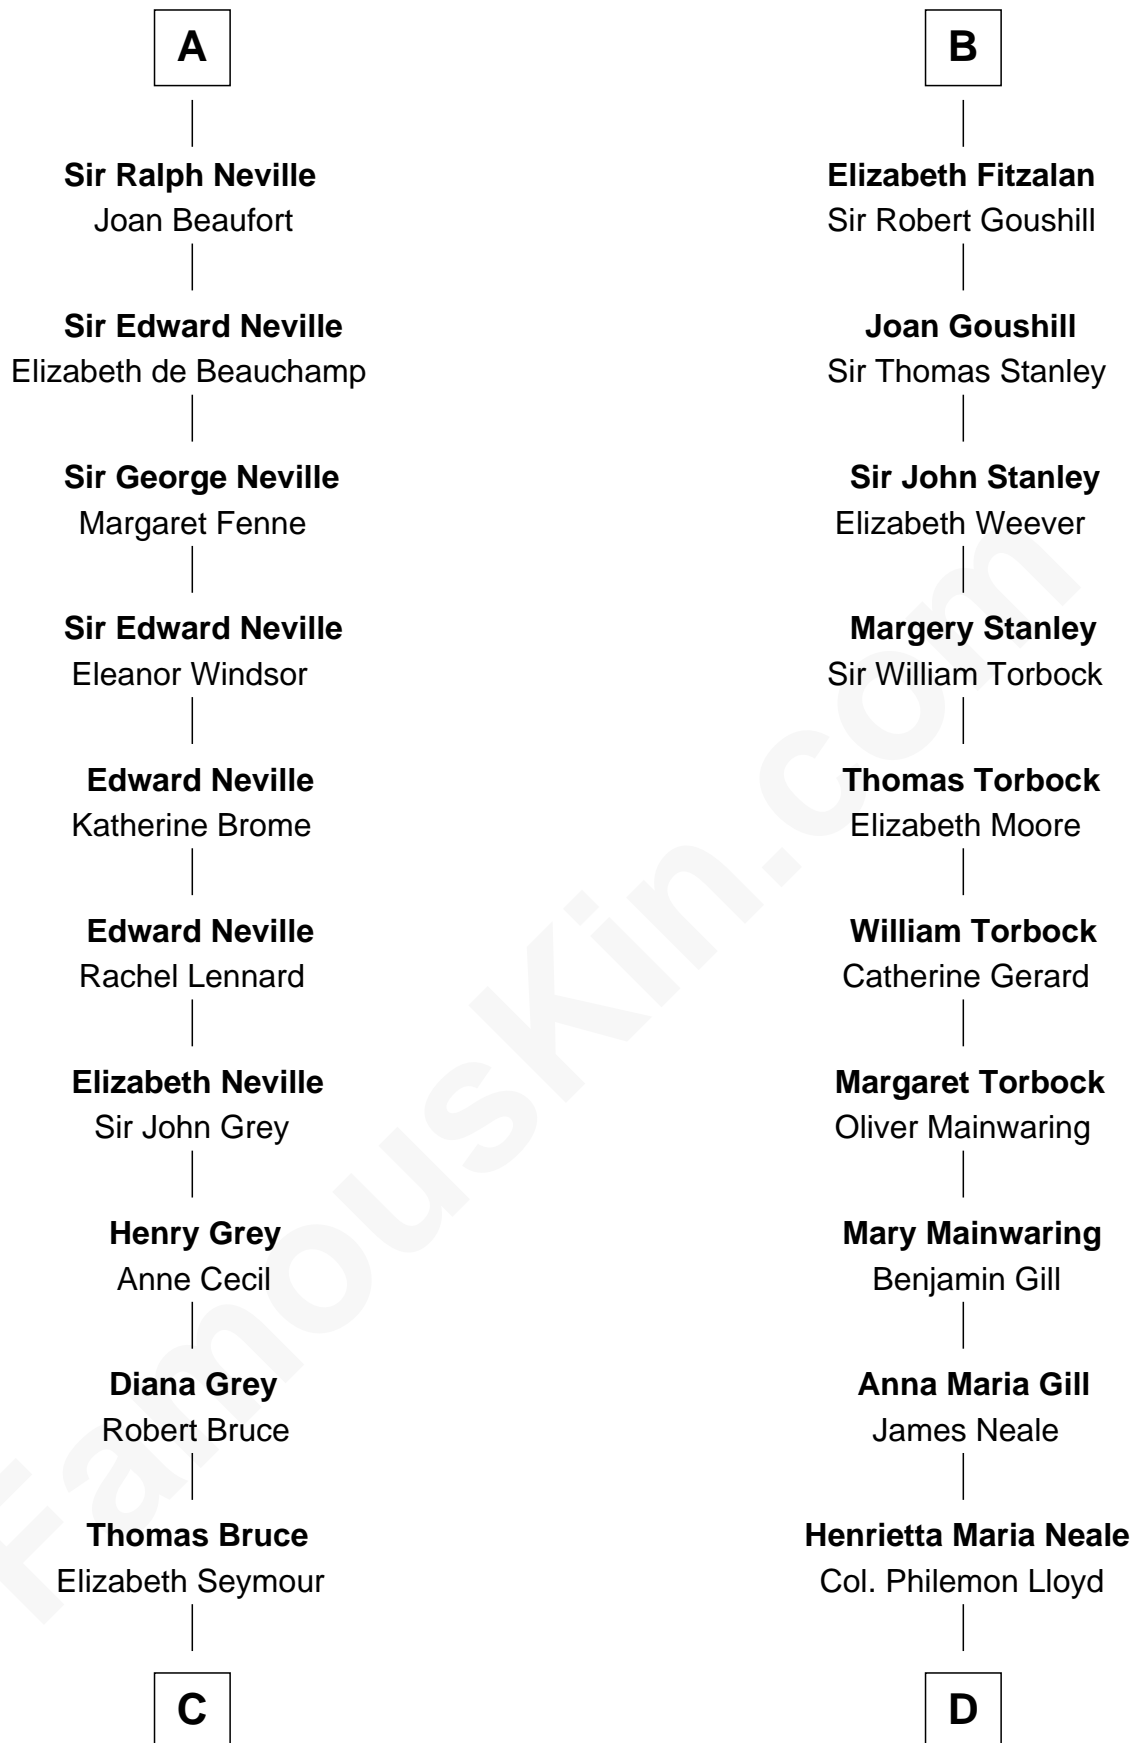 A
Sir Ralph Neville
Joan Beaufort
Sir Edward Neville
Elizabeth de Beauchamp
Sir George Neville
Margaret Fenne
Sir Edward Neville
Eleanor Windsor
Edward Neville
Katherine Brome
Edward Neville
Rachel Lennard
Elizabeth Neville
Sir John Grey
Henry Grey
Anne Cecil
Diana Grey
Robert Bruce
Thomas Bruce
Elizabeth Seymour
C
B
Elizabeth Fitzalan
Sir Robert Goushill
Joan Goushill
Sir Thomas Stanley
Sir John Stanley
Elizabeth Weever
Margery Stanley
Sir William Torbock
Thomas Torbock
Elizabeth Moore
William Torbock
Catherine Gerard
Margaret Torbock
Oliver Mainwaring
Mary Mainwaring
Benjamin Gill
Anna Maria Gill
James Neale
Henrietta Maria Neale
Col. Philemon Lloyd
D
FamousKin.com